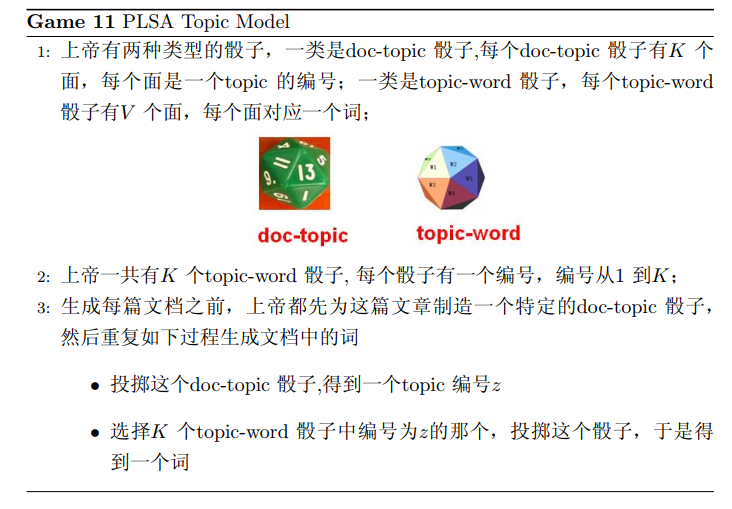 Game 11 PLSA Topic Model
1: 上帝有两种类型的骰子，一类是doc-topic 骰子,每个doc-topic 骰子有K 个
面，每个面是一个topic 的编号；一类是topic-word 骰子，每个topic-word
骰子有V 个面，每个面对应一个词；
11 13 5 9. 1
W1 W2
doc-topic topic-word
2: 上帝一共有K 个topic-word 骰子, 每个骰子有一个编号，编号从1 到K；
3: 生成每篇文档之前，上帝都先为这篇文章制造一个特定的doc-topic 骰子，
然后重复如下过程生成文档中的词
• 投掷这个doc-topic 骰子,得到一个topic 编号z
• 选择K 个topic-word 骰子中编号为z的那个，投掷这个骰子，于是得
到一个词